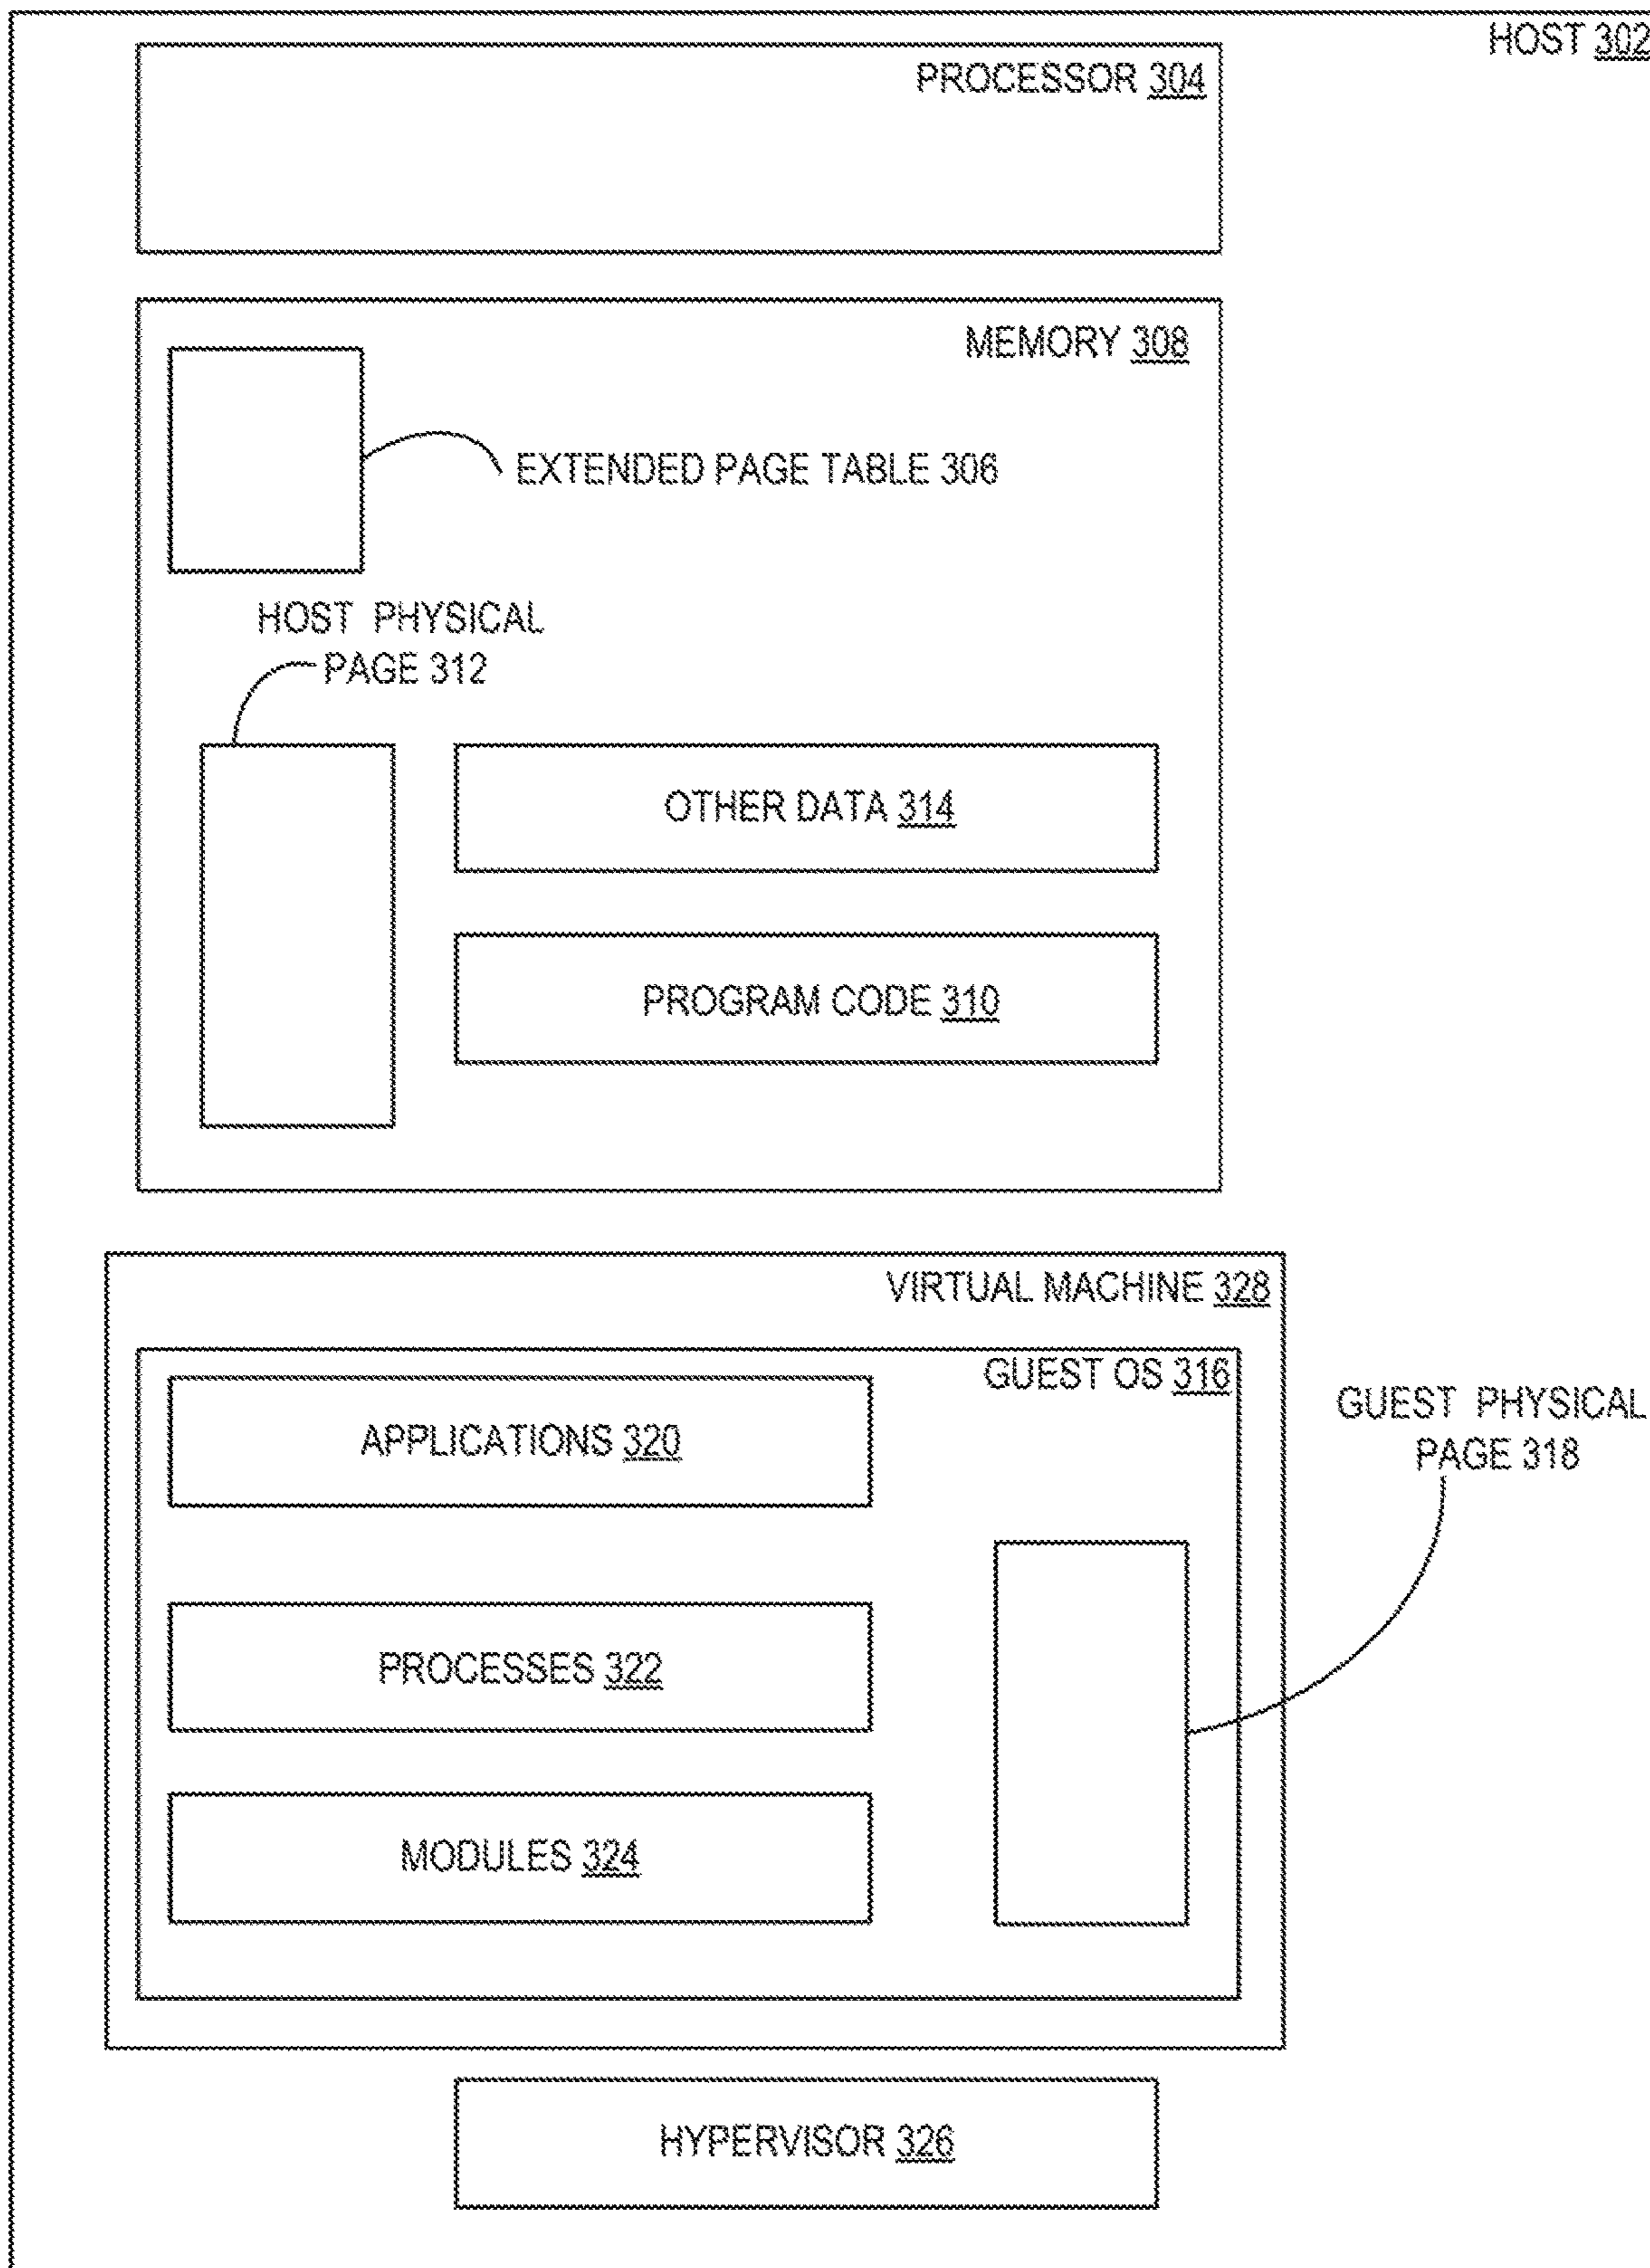 HOST 302
PROCESSOR 304
MEMORY 308
EXTENDED PAGE TABLE 306
HOST PHYSICAL
PAGE 312
OTHER DATA 314
PROGRAM CODE 310
VIRTUAL MACHINE 328
GUEST OS 316
APPLICATIONS 320
GUEST PHYSICAL
PAGE 318
PROCESSES 322
MODULES 324
HYPERVISOR 326